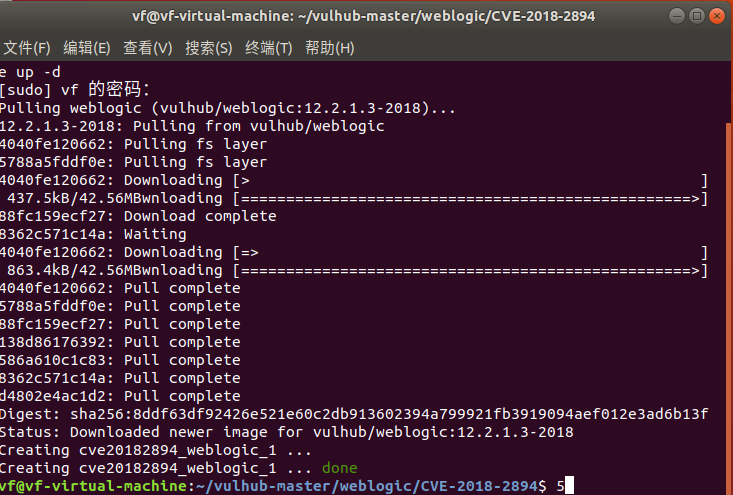 vf@vf-virtual-machine: ~/vulhub-master/weblogic/CVE-2018-2894
文件(F) 编辑(E) 查看(V) 搜索(S) 终端(T) 帮助(H)
e up -d
[sudo] vf 的密码：
Pulling weblogic (vulhub/weblogic:12.2.1.3-2018)...
12.2.1.3-2018: Pulling from vulhub/weblogic
4040fe120662: Pulling fs layer
5788a5fddf0e: Pulling fs layer
4040fe120662: Downloading [>                                                  ]
 437.5kB/42.56MBwnloading [==================================================>]
88fc159ecf27: Download complete
8362c571c14a: Waiting
4040fe120662: Downloading [=>                                                 ]
 863.4kB/42.56MBwnloading [==================================================>]
4040fe120662: Pull complete
5788a5fddf0e: Pull complete
88fc159ecf27: Pull complete
138d86176392: Pull complete
586a610c1c83: Pull complete
8362c571c14a: Pull complete
d4802e4ac1d2: Pull complete
Digest: sha256:8ddf63df92426e521e60c2db913602394a799921fb3919094aef012e3ad6b13f
Status: Downloaded newer image for vulhub/weblogic:12.2.1.3-2018
Creating cve20182894_weblogic_1 ...
Creating cve20182894_weblogic_1 ... done
vf@vf-virtual-machine:~/vulhub-master/weblogic/CVE-2018-2894$ 5